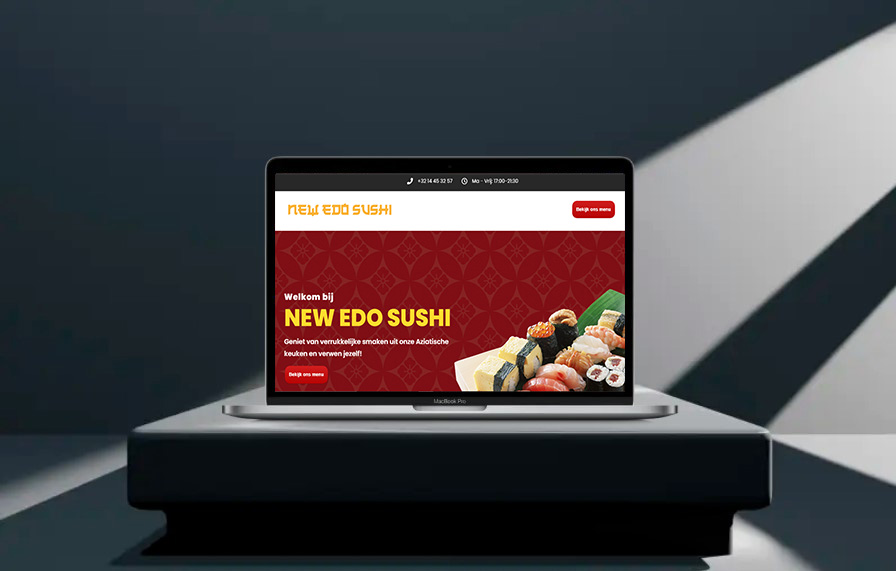 +32 14 45 32 57 Ma - Vrij 17:00-21:30
NEW EDO SUSHI
Bekijk ons menu
Welkom bij
NEW EDO SUSHI
Geniet van verrukkelijke smaken uit onze Aziatische
keuken en verwen jezelf!
Bekijk ons menu
MacBook Pro